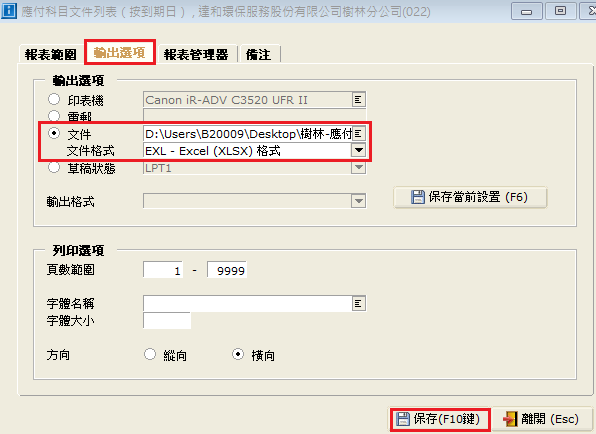 應付科目文件列表（按到期日）, 達和環保服務股份有限公司樹林分公司(022)
報表範圍 輸出選項 報表管理器 備注
輸出選項
印表機 Canon iR-ADV C3520 UFR II E
電郵
文件 D:\Users\B20009\Desktop\樹林-應付 E
文件格式 EXL - Excel (XLSX) 格式
草稿狀態 LPT1
輸出格式 保存當前設置 (F6)
列印選項
頁數範圍 1 - 9999
字體名稱 E
字體大小
方向 縱向 橫向
保存(F10鍵) 離開 (Esc)